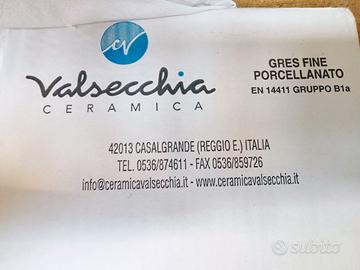 cv
Valsecchia
CERAMICA
GRES FINE
PORCELLANATO
EN 14411 GRUPPO B1a
42013 CASALGRANDE (REGGIO E.) ITALIA
TEL. 0536/874611 - FAX 0536/859726
info@ceramicavalsecchia.it - www.ceramicavalsecchia.it
subito